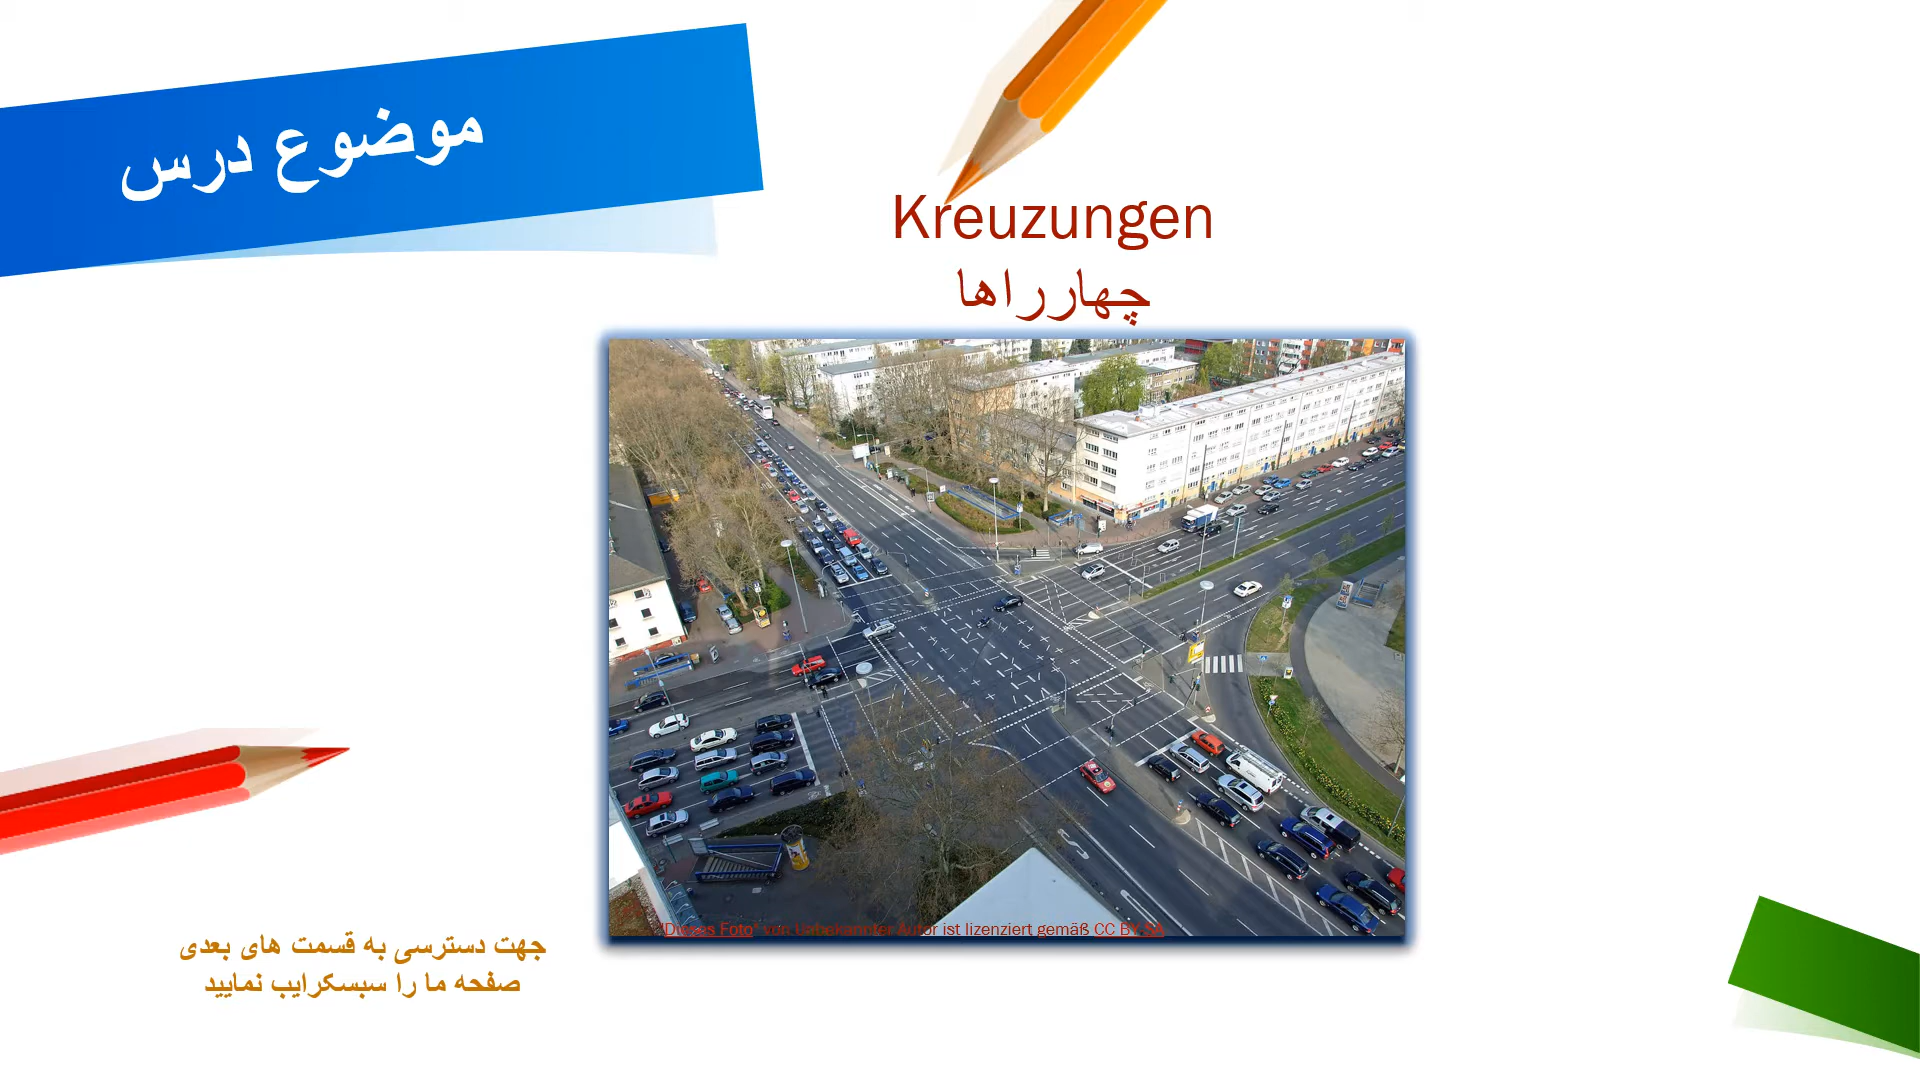 موضوع درس
Kreuzungen
چهارراها
"Dieses Foto" von Unbekannter Autor ist lizenziert gemäß CC BY-SA
جهت دسترسی به قسمت های بعدی
صفحه ما را سبسکرایب نمایید